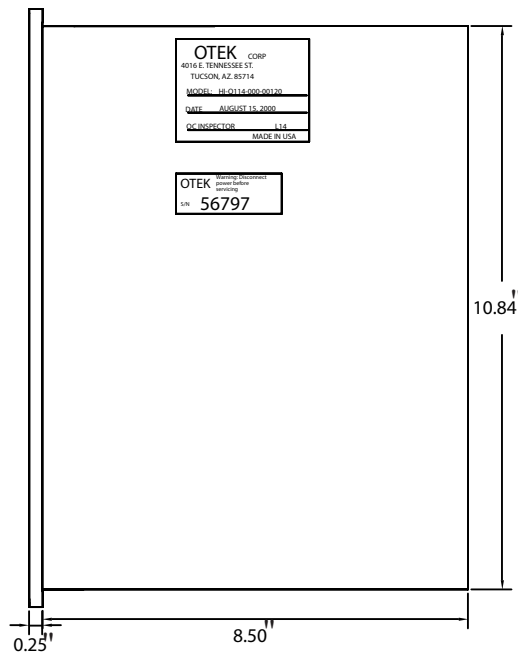 OTEK CORP
4016 E. TENNESSEE ST.
TUCSON, AZ. 85714
MODEL: HI-Q114-000-00120
DATE AUGUST 15, 2000
QC INSPECTOR L14
MADE IN USA
OTEK Warning: Disconnect
power before
servicing
S/N 56797
10.84"
0.25"
8.50"